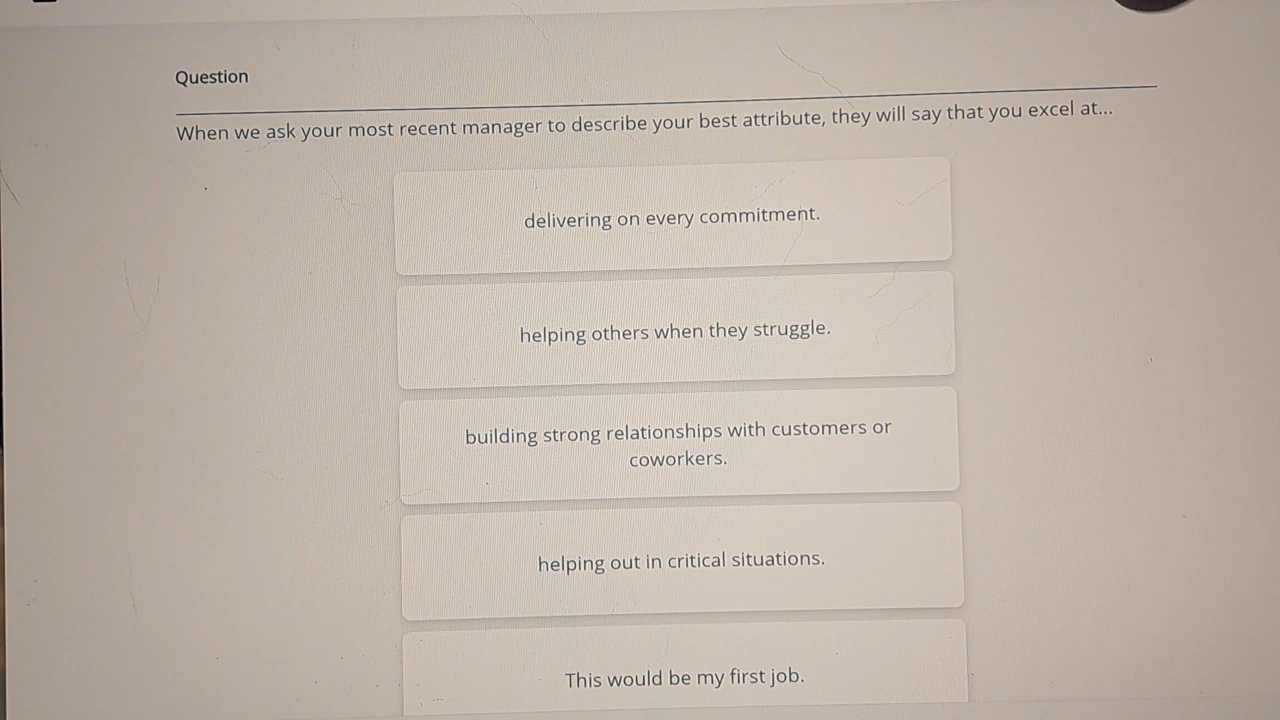 Question
When we ask your most recent manager to describe your best attribute, they will say that you excel at...
delivering on every commitment.
helping others when they struggle.
building strong relationships with customers or
coworkers.
helping out in critical situations.
This would be my first job.